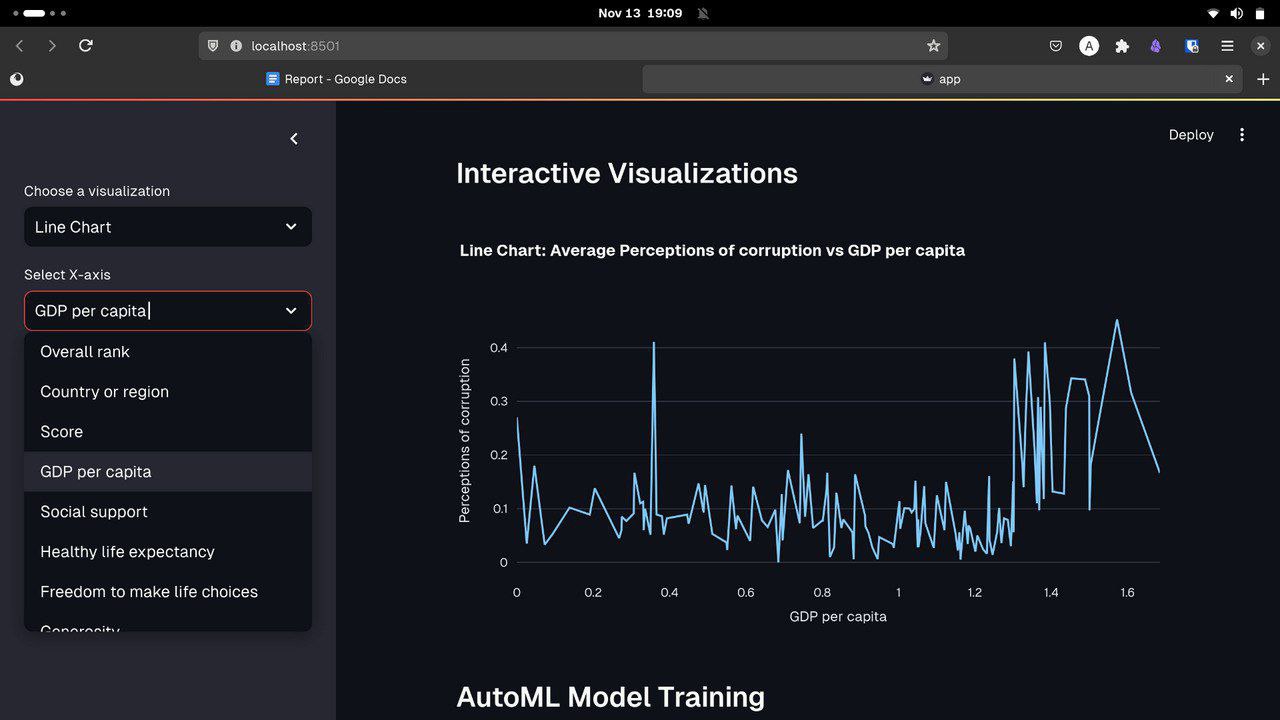 Nov 13 19:09
localhost:8501
A
Report - Google Docs
app
Deploy
Choose a visualization
Line Chart
Select X-axis
GDP per capita
Overall rank
Country or region
Score
GDP per capita
Social support
Healthy life expectancy
Freedom to make life choices
Generosity
Interactive Visualizations
Line Chart: Average Perceptions of corruption vs GDP per capita
Perceptions of corruption
0.4
0.3
0.2
0.1
0
0 0.2 0.4 0.6 0.8 1 1.2 1.4 1.6
GDP per capita
AutoML Model Training